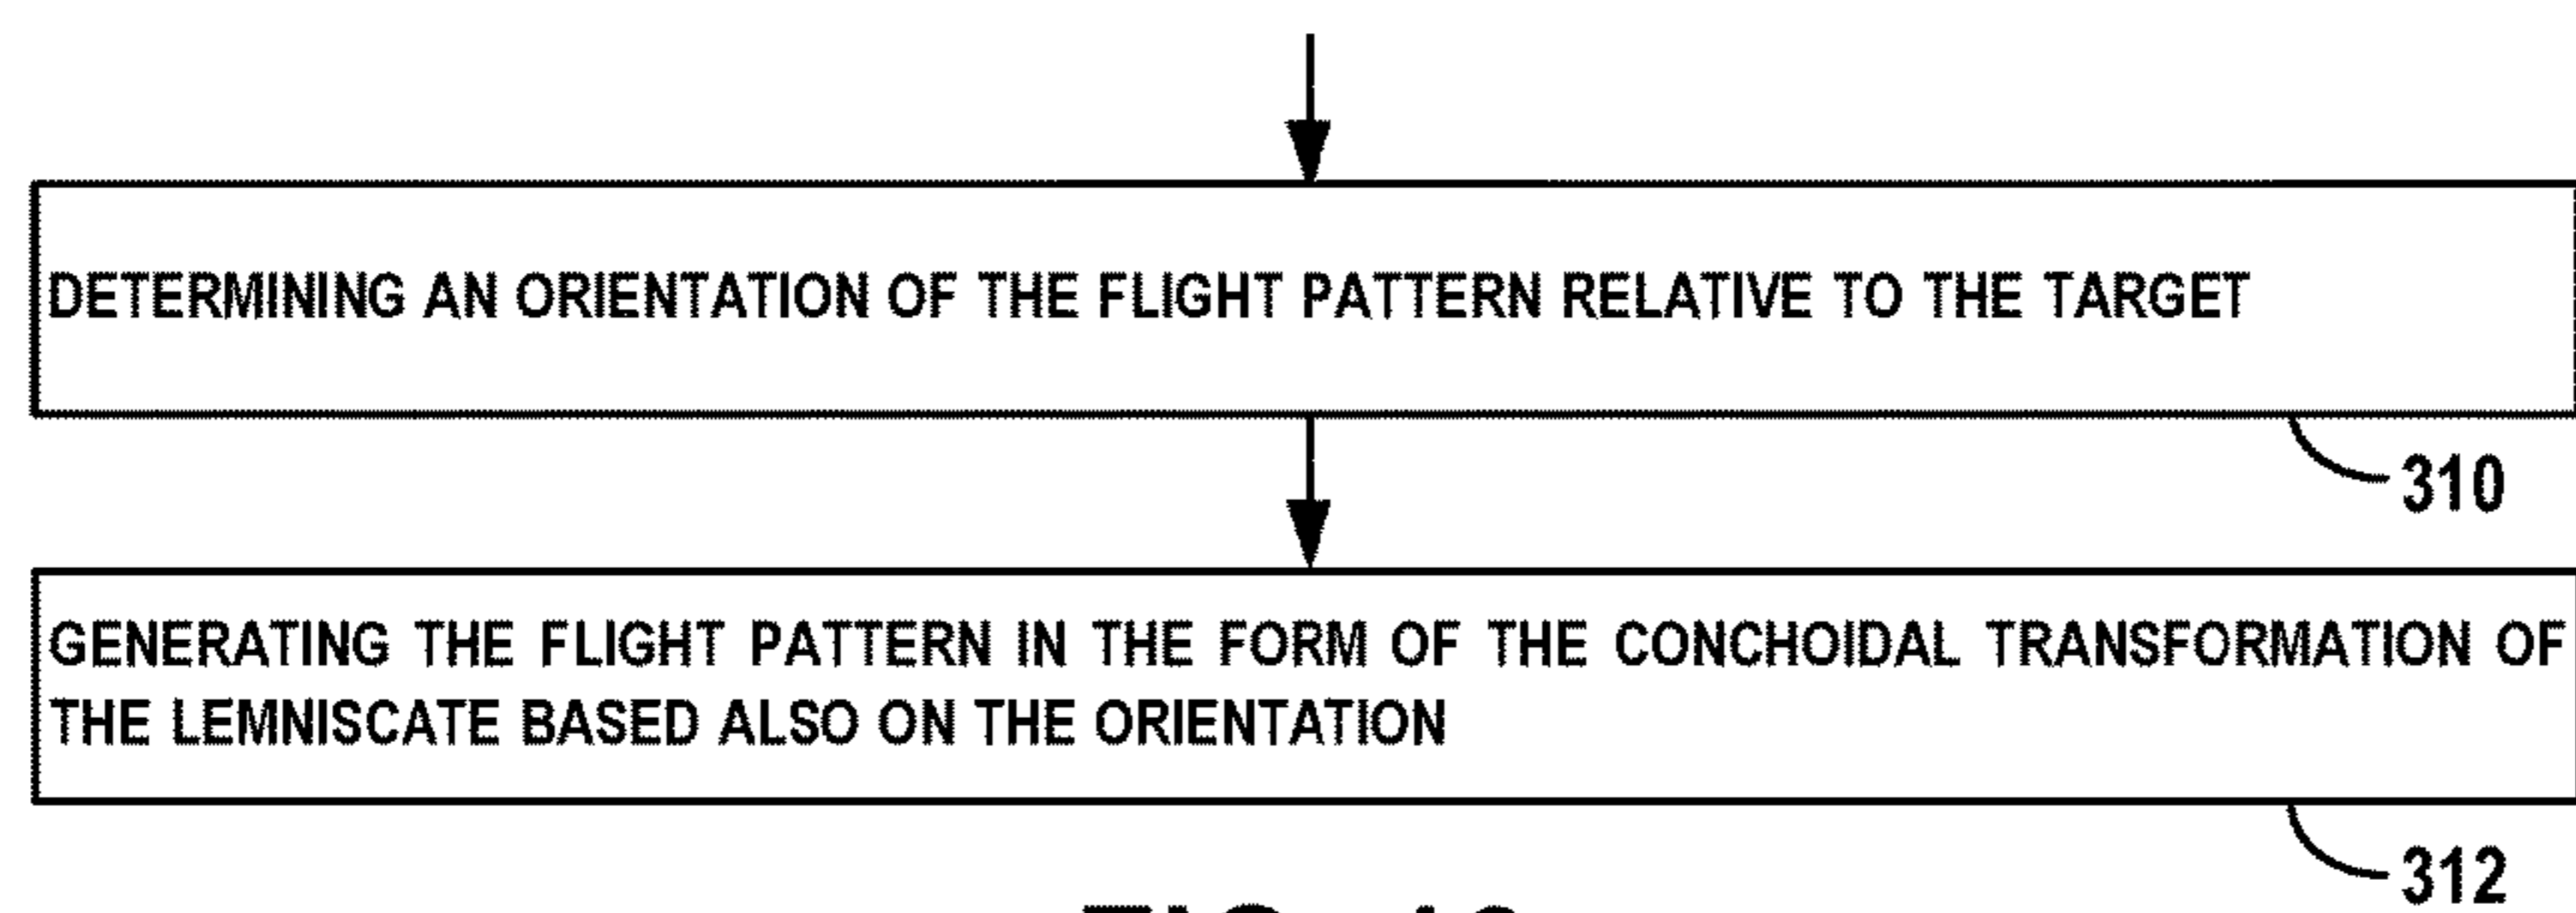 DETERMINING AN ORIENTATION OF THE FLIGHT PATTERN RELATIVE TO THE TARGET
310
GENERATING THE FLIGHT PATTERN IN THE FORM OF THE CONCHOIDAL TRANSFORMATION OF
THE LEMNISCATE BASED ALSO ON THE ORIENTATION
312